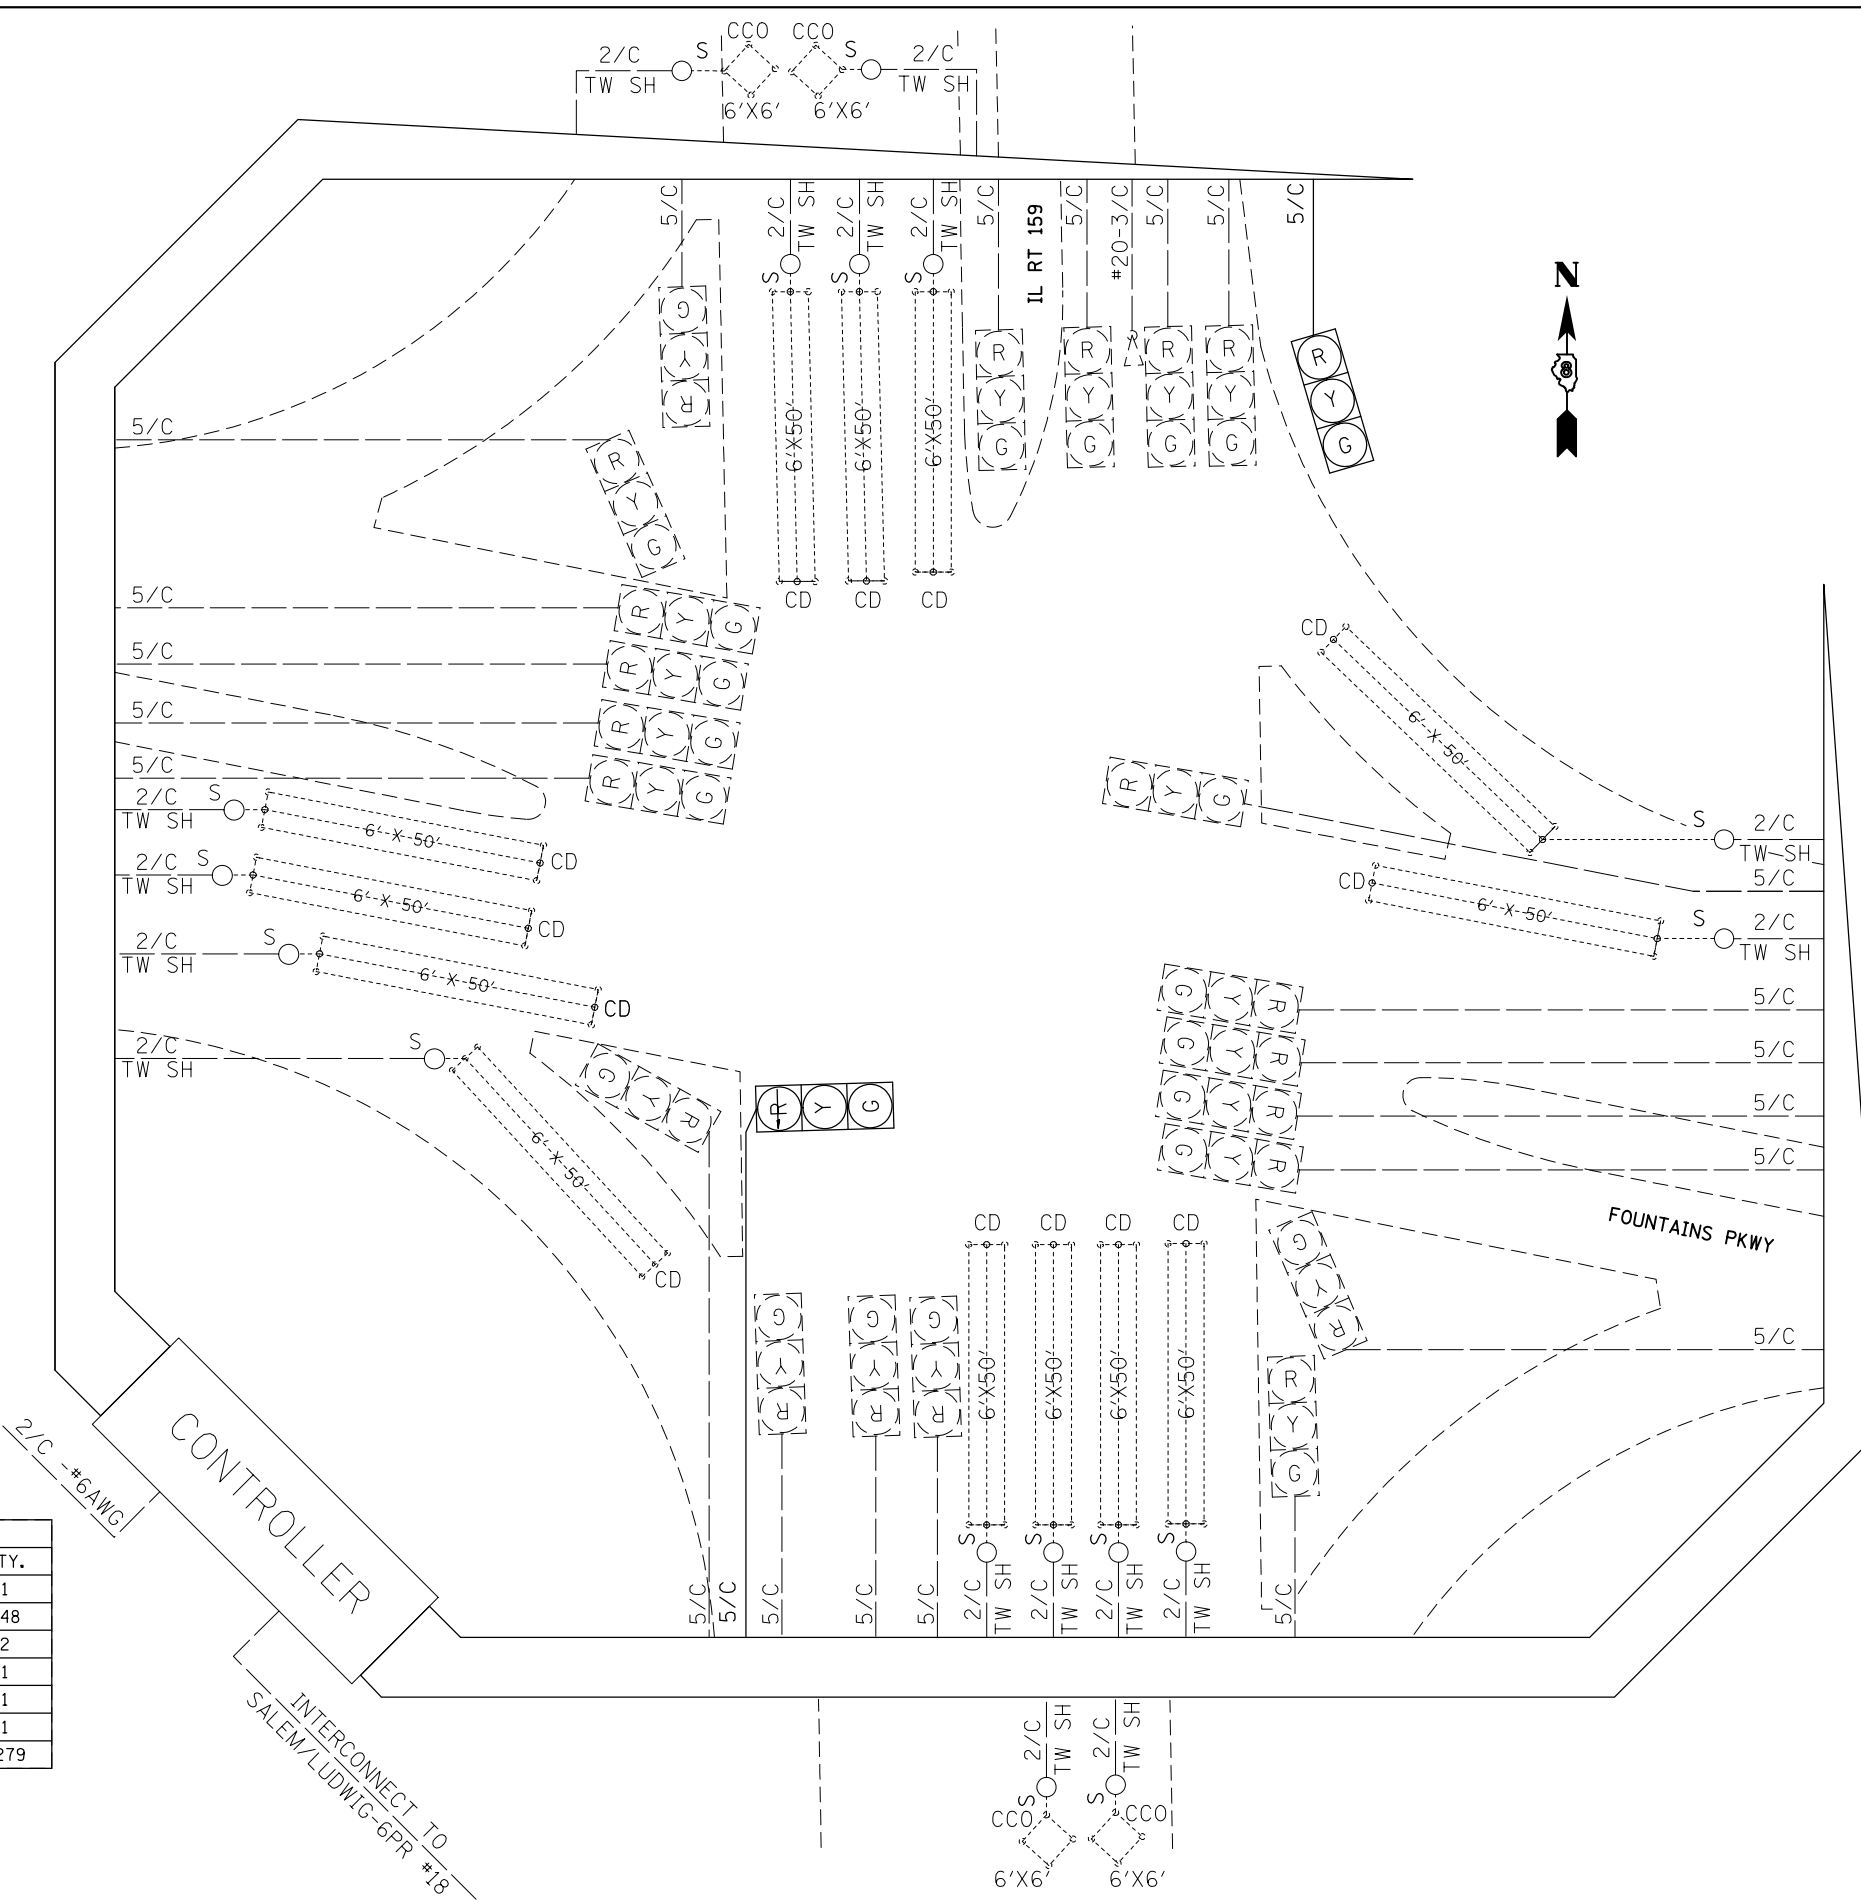 CCO CCO
2/C S S 2/C
TW SH TW SH
6'X6' 6'X6'
5/C 2/C TW SH 2/C TW SH 2/C TW SH 5/C IL RT 159 5/C #20-3/C 5/C 5/C 5/C
S S S
N
8
G Y R
6'X50' 6'X50' 6'X50'
R Y G
R Y G
R Y G
R Y G
R Y G
CD CD CD
5/C
R Y G
5/C
R Y G
5/C
R Y G
5/C
R Y G
5/C
R Y G
2/C S
TW SH
6' X 50' CD
2/C S
TW SH
6' X 50' CD
2/C S
TW SH
6' X 50' CD
2/C S
TW SH
6' X 50'
CD
CD
6' X 50'
S 2/C
TW SH
R Y G
5/C
CD
6' X 50'
S 2/C
TW SH
G Y R 5/C
G Y R 5/C
G Y R 5/C
G Y R 5/C
FOUNTAINS PKWY
G Y R
R Y G
G Y R
5/C
CD CD CD CD
G Y R
G Y R
G Y R
6'X50' 6'X50' 6'X50' 6'X50'
R Y G
S S S S
5/C 5/C 5/C 5/C 5/C 2/C TW SH 2/C TW SH 2/C TW SH 2/C TW SH 5/C
CONTROLLER
2/C -#6AWG
TY.
1
48
2
1
1
1
279
INTERCONNECT TO
SALEM/LUDWIG-6PR #18
2/C TW SH 2/C TW SH
S S
CCO CCO
6'X6' 6'X6'